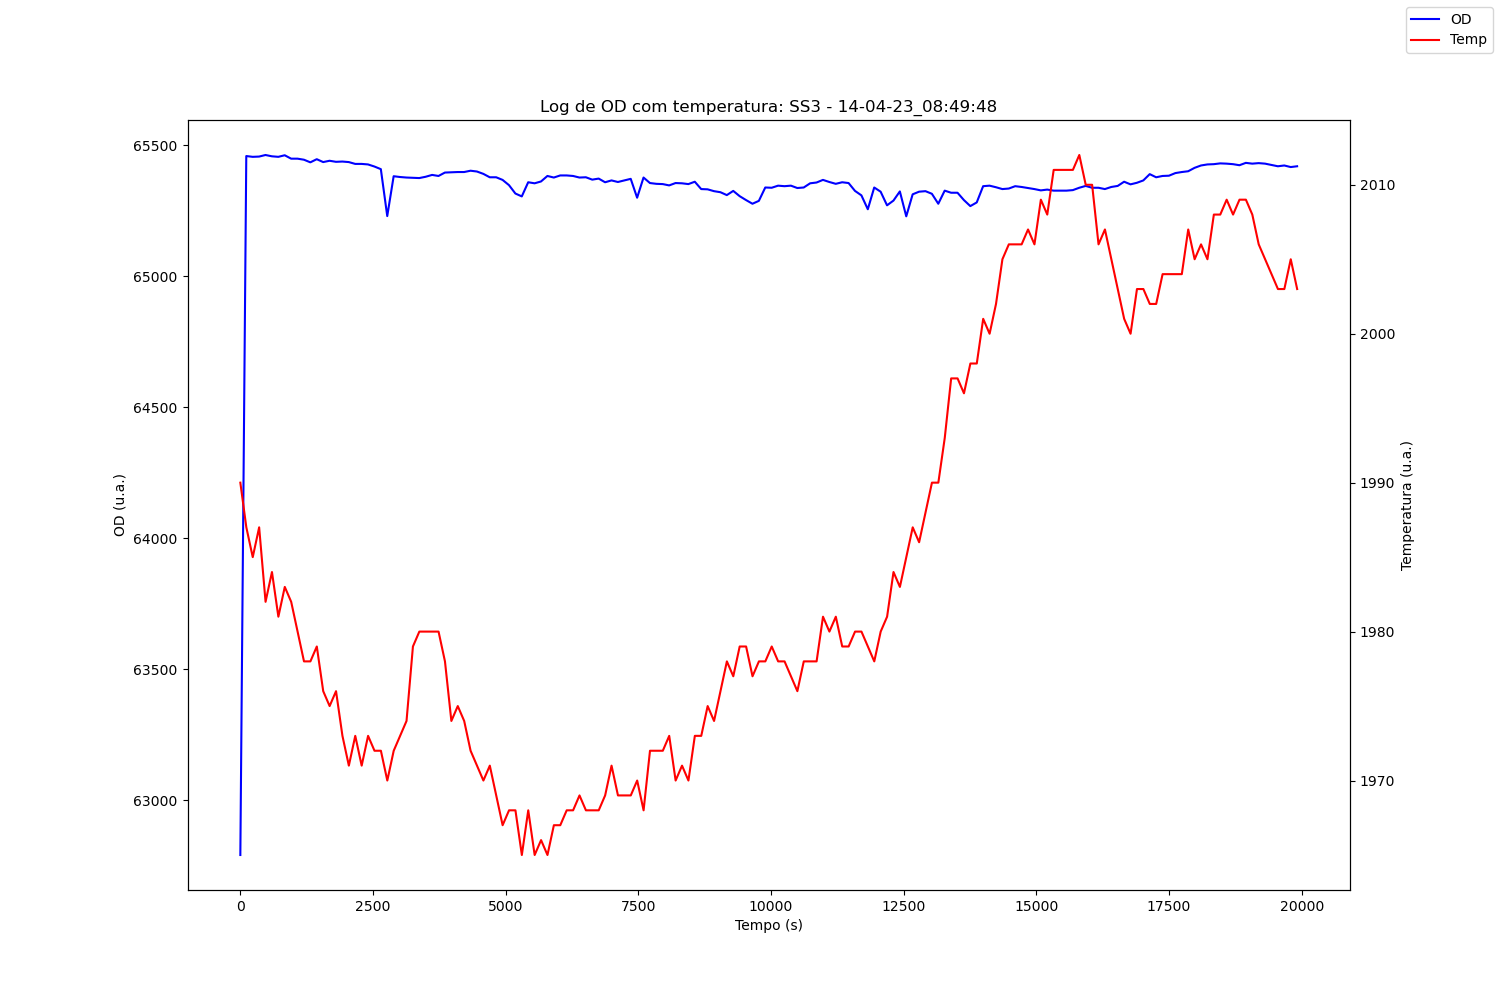 OD
Temp
Log de OD com temperatura: SS3 - 14-04-23_08:49:48
65500
65000
64500
64000
63500
63000
OD (u.a.)
2010
2000
1990
1980
1970
Temperatura (u.a.)
0 2500 5000 7500 10000 12500 15000 17500 20000
Tempo (s)